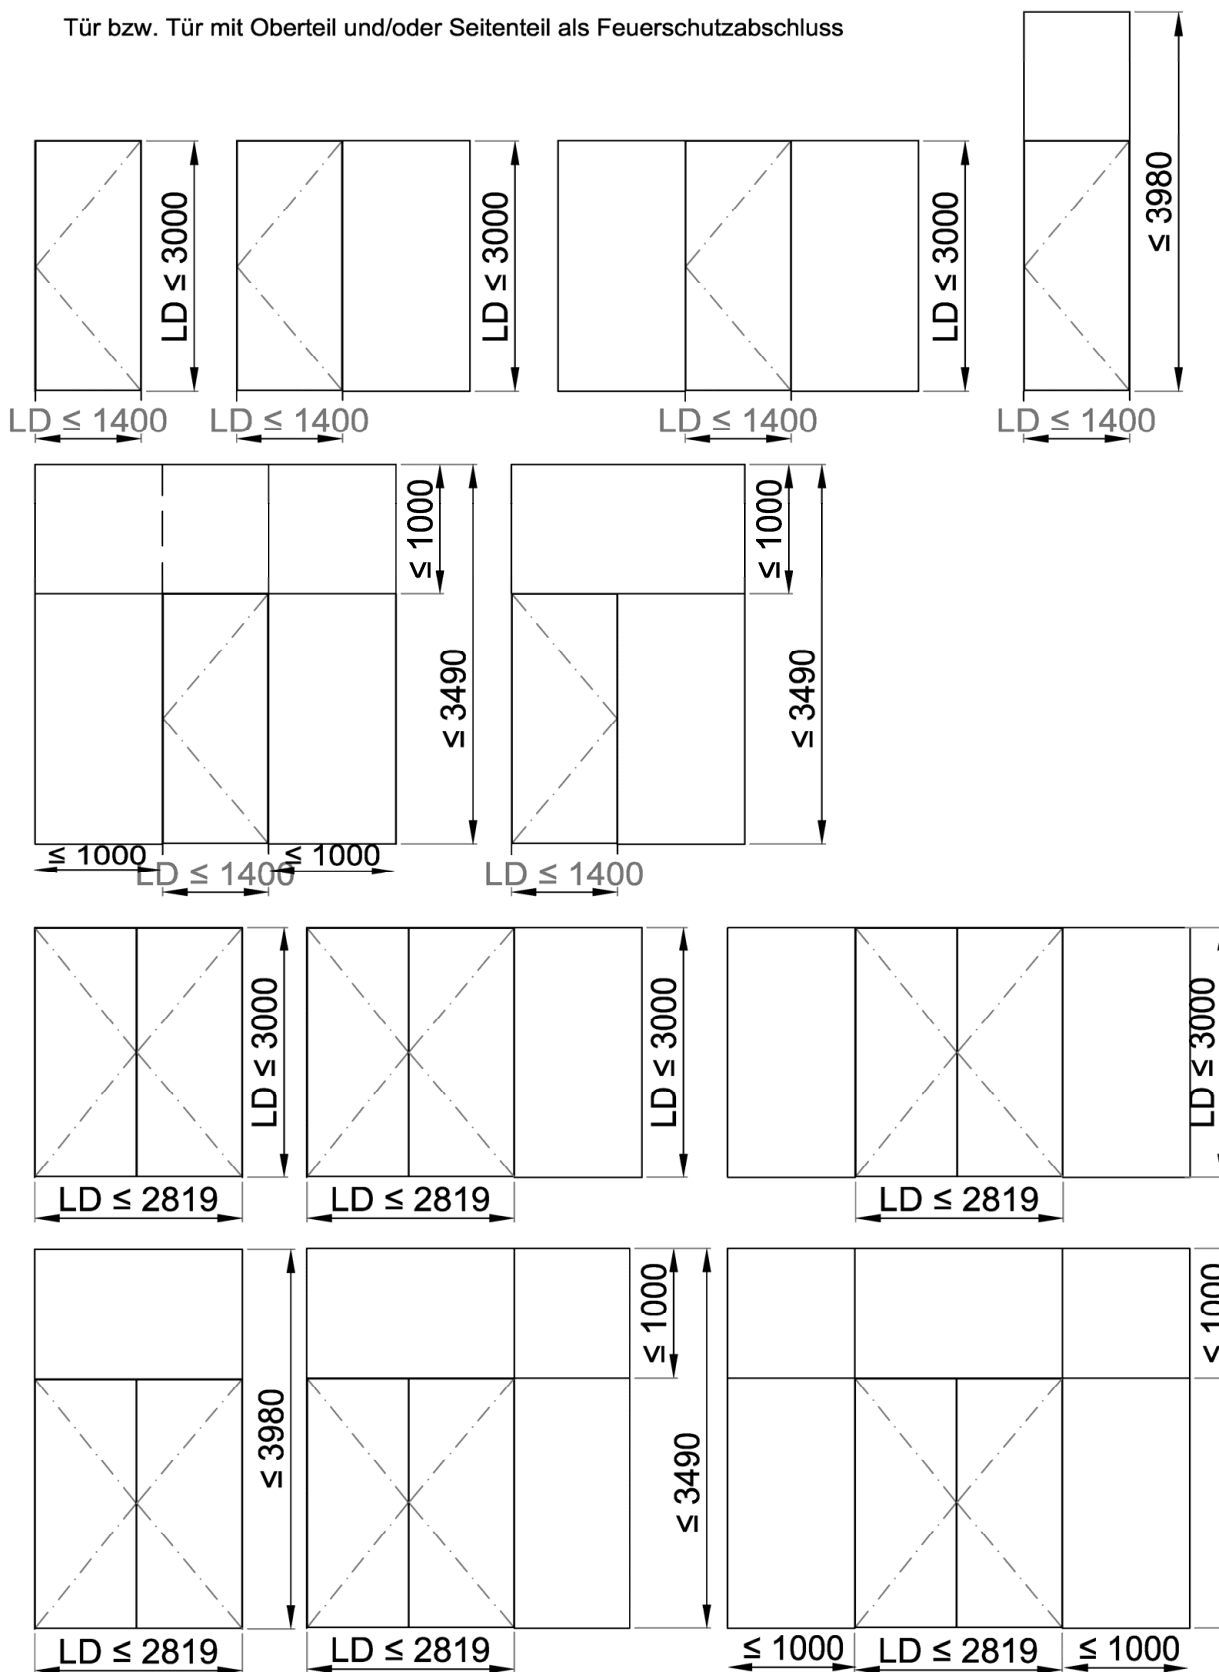 Tür bzw. Tür mit Oberteil und/oder Seitenteil als Feuerschutzabschluss
LD ≤ 3000
LD ≤ 3000
LD ≤ 3000
≤ 3980
LD ≤ 1400
LD ≤ 1400
LD ≤ 1400
LD ≤ 1400
≤ 1000
≤ 3490
≤ 1000
≤ 3490
≤ 1000
LD ≤ 1400
≤ 1000
LD ≤ 1400
LD ≤ 3000
LD ≤ 3000
LD ≤ 3000
LD ≤ 2819
LD ≤ 2819
LD ≤ 2819
≤ 3980
≤ 1000
≤ 3490
≤ 1000
LD ≤ 2819
LD ≤ 2819
≤ 1000
LD ≤ 2819
≤ 1000